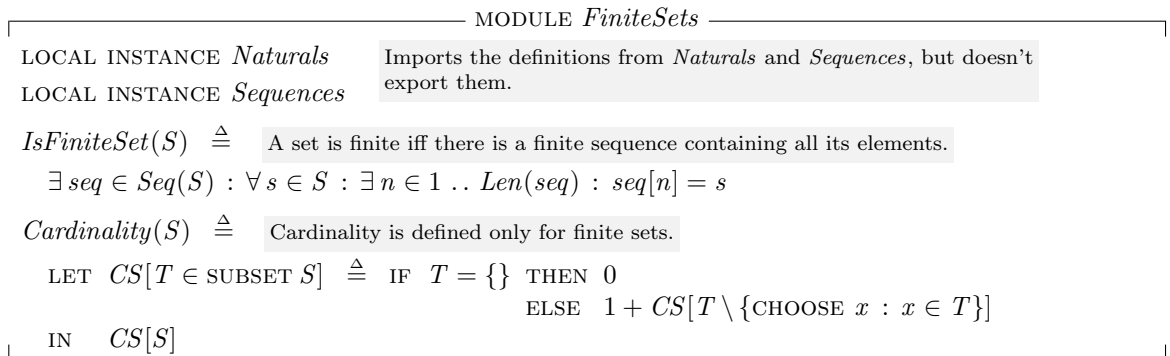 MODULE FiniteSets
LOCAL INSTANCE Naturals
LOCAL INSTANCE Sequences
Imports the definitions from Naturals and Sequences, but doesn't
export them.
IsFiniteSet(S) ≜ A set is finite iff there is a finite sequence containing all its elements.
∃ seq ∈ Seq(S) : ∀ s ∈ S : ∃ n ∈ 1 .. Len(seq) : seq[n] = s
Cardinality(S) ≜ Cardinality is defined only for finite sets.
LET CS[T ∈ SUBSET S] ≜ IF T = {} THEN 0
ELSE 1 + CS[T \ {CHOOSE x : x ∈ T}]
IN CS[S]